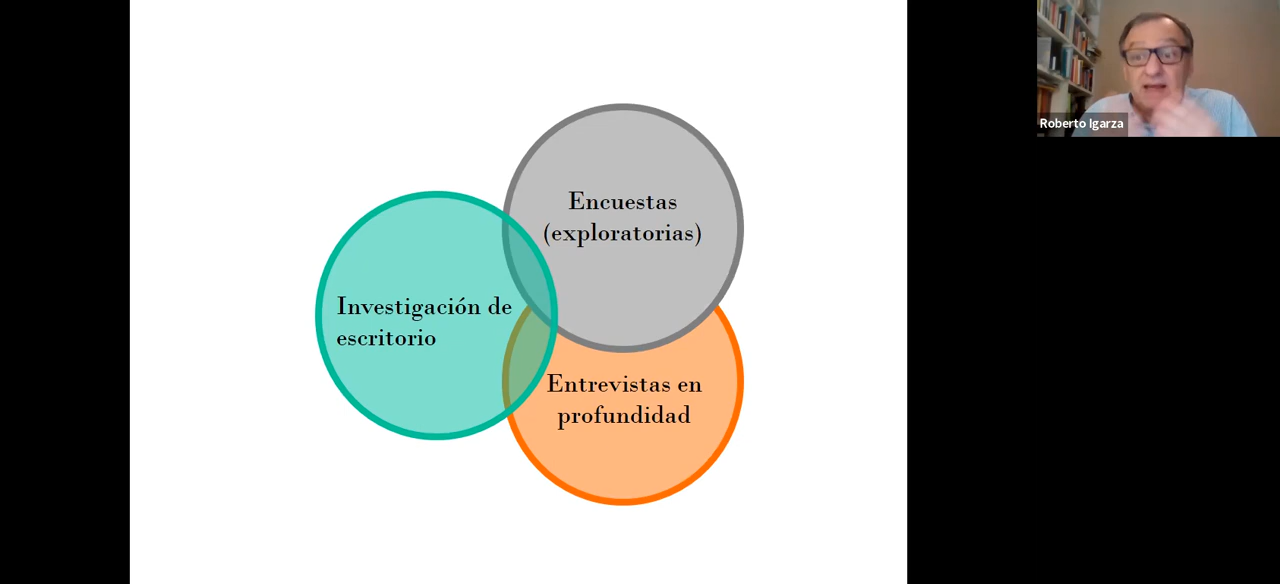 Encuestas
(exploratorias)
Investigación de
escritorio
Entrevistas en
profundidad
Roberto Igarza